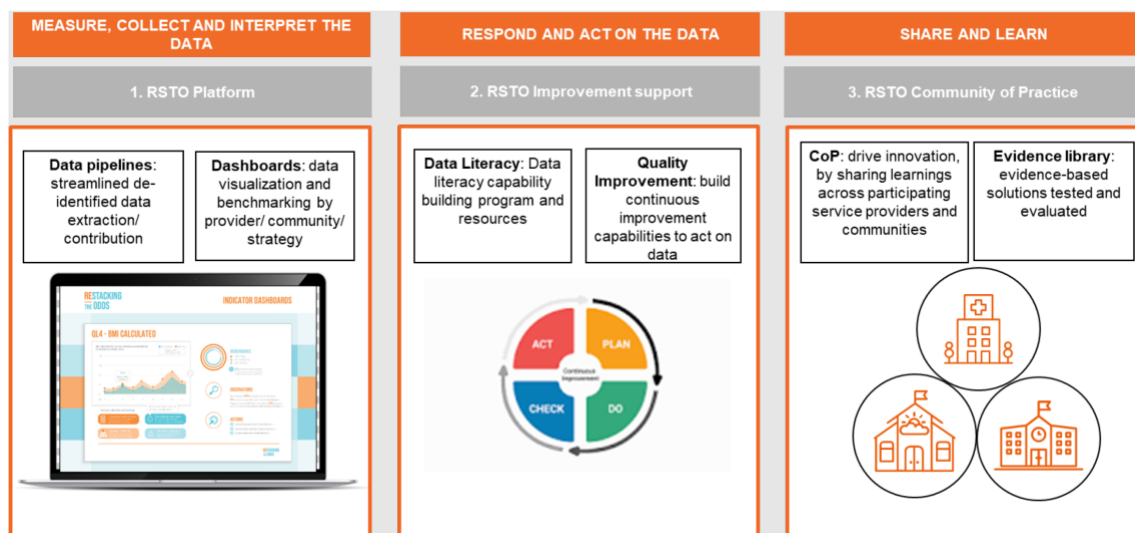 MEASURE, COLLECT AND INTERPRET THE
DATA
1. RSTO Platform
Data pipelines:
streamlined de-
identified data
extraction/
contribution
Dashboards: data
visualization and
benchmarking by
provider/ community/
strategy
RESTACKING
THE ODDS
INDICATOR DASHBOARDS
QL4 - BMI CALCULATED
RESPOND AND ACT ON THE DATA
2. RSTO Improvement support
Data Literacy: Data
literacy capability
building program and
resources
Quality
Improvement: build
continuous
improvement
capabilities to act on
data
ACT
PLAN
Continuous
Improvement
CHECK
DO
SHARE AND LEARN
3. RSTO Community of Practice
CoP: drive innovation,
by sharing learnings
across participating
service providers and
communities
Evidence library:
evidence-based
solutions tested and
evaluated